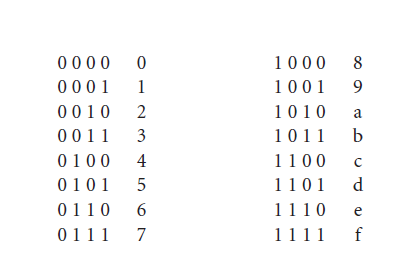 0 0 0 0 0 1 0 0 0 8
0 0 0 1 1 1 0 0 1 9
0 0 1 0 2 1 0 1 0 a
0 0 1 1 3 1 0 1 1 b
0 1 0 0 4 1 1 0 0 c
0 1 0 1 5 1 1 0 1 d
0 1 1 0 6 1 1 1 0 e
0 1 1 1 7 1 1 1 1 f